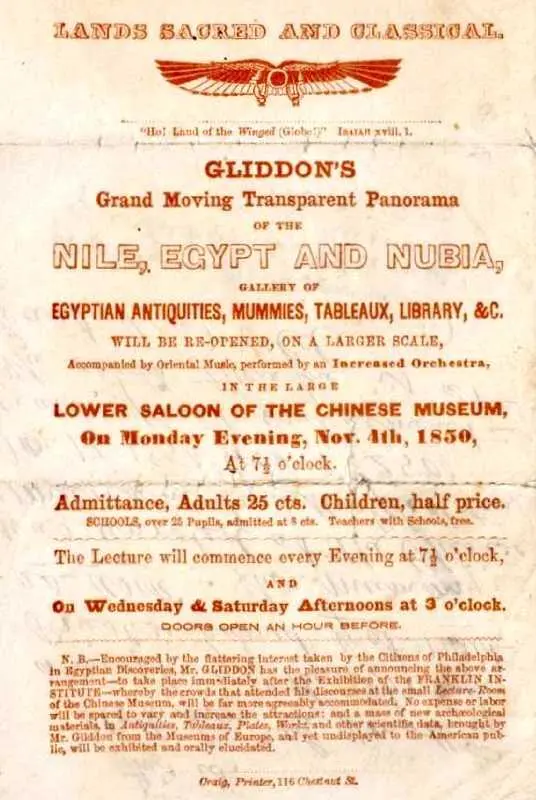 LANDS SACRED AND CLASSICAL.
"Ho! Land of the Winged (Globe!)" ISAIAH xviii, 1.
GLIDDON'S
Grand Moving Transparent Panorama
OF THE
NILE, EGYPT AND NUBIA,
GALLERY OF
EGYPTIAN ANTIQUITIES, MUMMIES, TABLEAUX, LIBRARY, &C.
WILL BE RE-OPENED, ON A LARGER SCALE,
Accompanied by Oriental Music, performed by an Increased Orchestra,
IN THE LARGE
LOWER SALOON OF THE CHINESE MUSEUM,
On Monday Evening, Nov. 4th, 1850,
At 7½ o'clock.
Admittance, Adults 25 cts. Children, half price.
SCHOOLS, over 25 Pupils, admitted at 8 cts. Teachers with Schools, free.
The Lecture will commence every Evening at 7½ o'clock,
AND
On Wednesday & Saturday Afternoons at 3 o'clock.
DOORS OPEN AN HOUR BEFORE.
N. B.—Encouraged by the flattering interest taken by the Citizens of Philadelphia
in Egyptian Discoveries, Mr. GLIDDON has the pleasure of announcing the above ar-
rangement—to take place immediately after the Exhibition of the FRANKLIN IN-
STITUTE—whereby the crowds that attended his discourses at the small Lecture-Room
of the Chinese Museum, will be far more agreeably accommodated. No expense or labor
will be spared to vary and increase the attractions; and a mass of new archæological
materials, in Antiquities, Tableaux, Plates, Works, and other scientific data, brought by
Mr. Gliddon from the Museums of Europe, and yet undisplayed to the American pub-
lic, will be exhibited and orally elucidated.
Craig, Printer, 116 Chestnut St.